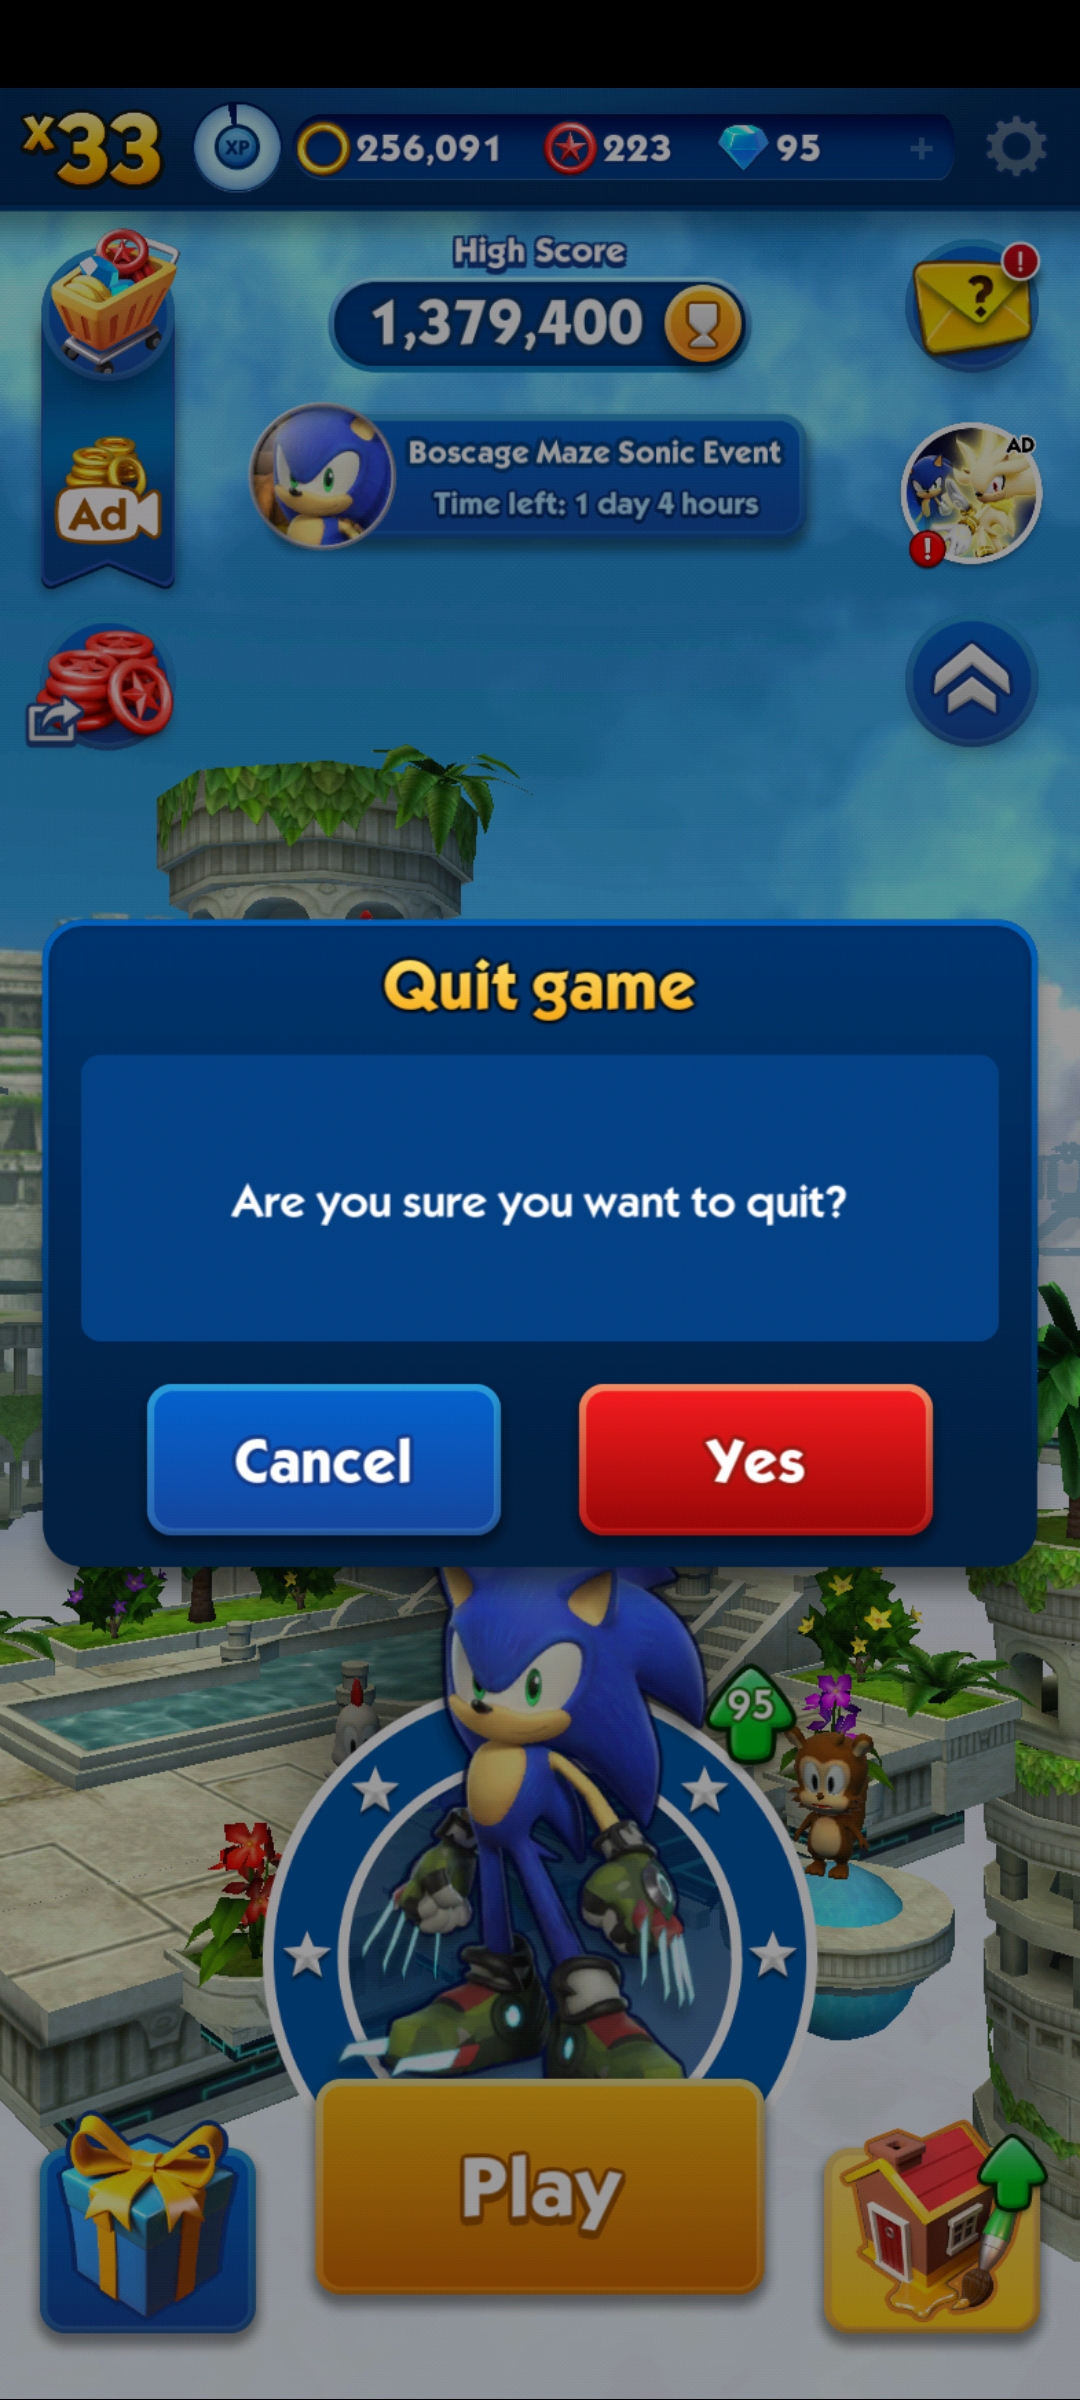 x33
XP
256,091
223
95
High Score
1,379,400
?
!
Boscage Maze Sonic Event
Time left: 1 day 4 hours
AD
!
Ad
Quit game
Are you sure you want to quit?
Cancel
Yes
95
Play